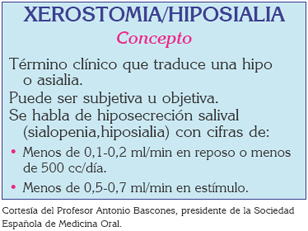 XEROSTOMIA/HIPOSIALIA
Concepto
Término clínico que traduce una hipo
o asialia.
Puede ser subjetiva u objetiva.
Se habla de hiposecreción salival
(sialopenia,hiposialia) con cifras de:
• Menos de 0,1-0,2 ml/min en reposo o menos
de 500 cc/día.
• Menos de 0,5-0,7 ml/min en estímulo.
Cortesía del Profesor Antonio Bascones, presidente de la Sociedad
Española de Medicina Oral.